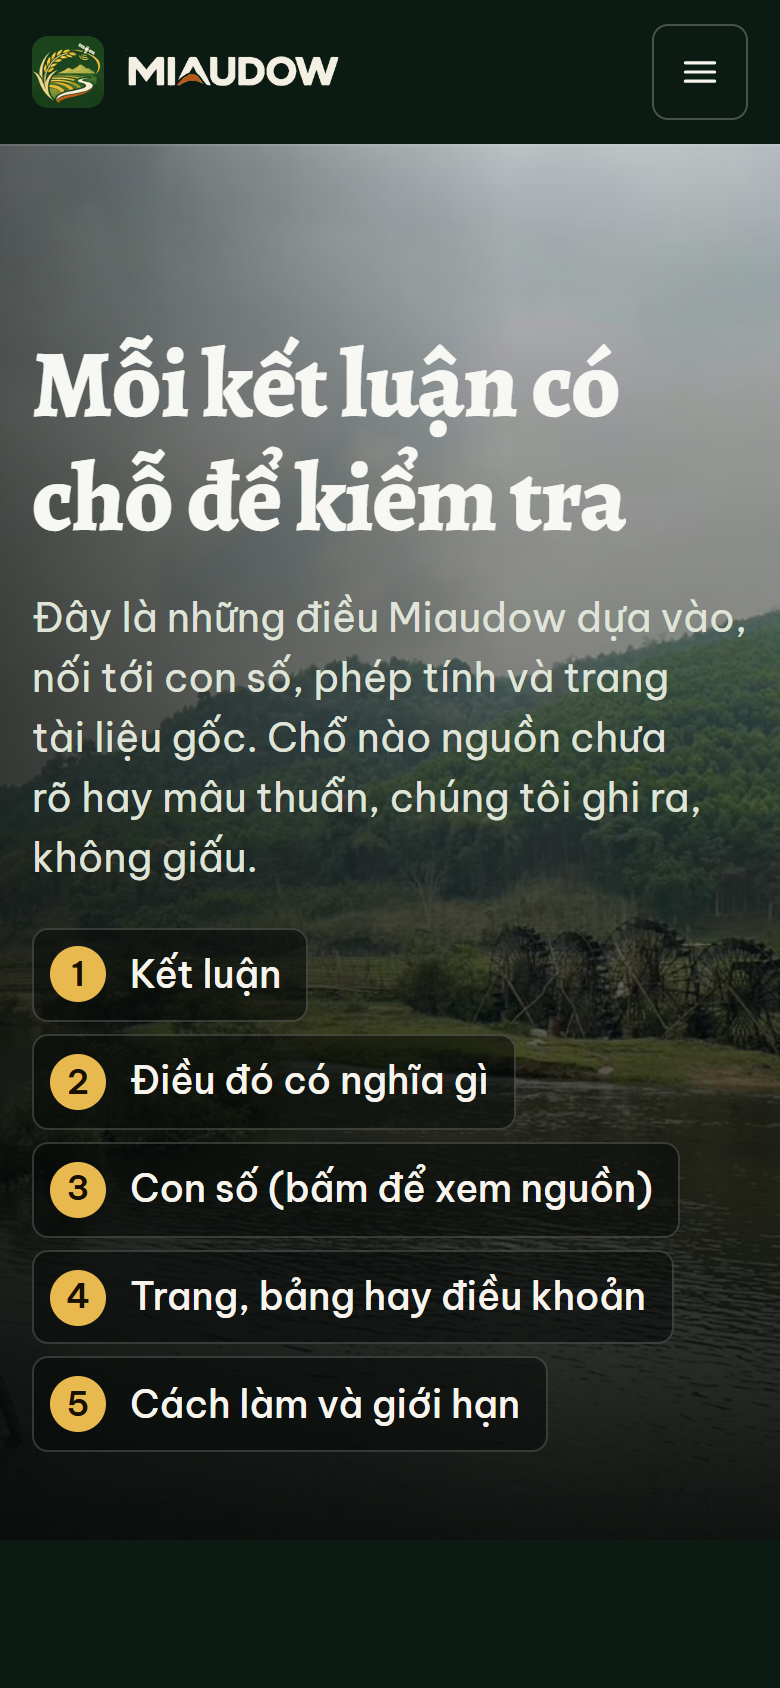 MIAUDOW
Mỗi kết luận có
chỗ để kiểm tra
Đây là những điều Miaudow dựa vào,
nối tới con số, phép tính và trang
tài liệu gốc. Chỗ nào nguồn chưa
rõ hay mâu thuẫn, chúng tôi ghi ra,
không giấu.
1 Kết luận
2 Điều đó có nghĩa gì
3 Con số (bấm để xem nguồn)
4 Trang, bảng hay điều khoản
5 Cách làm và giới hạn